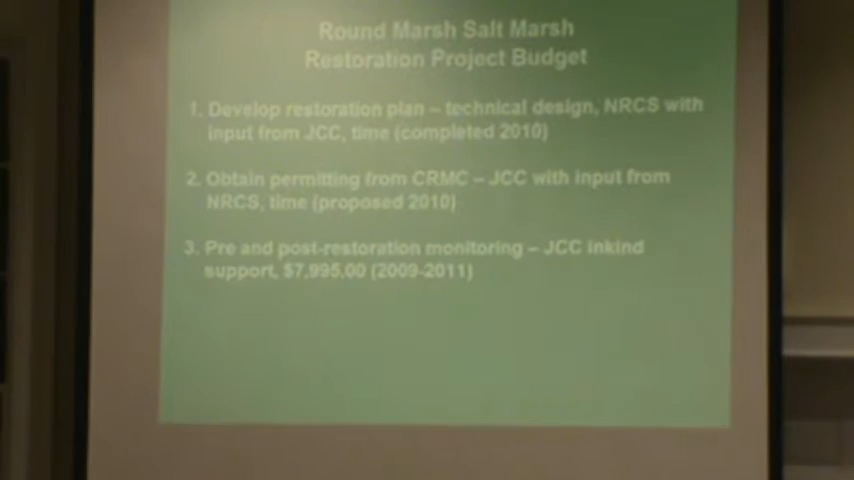 Round Marsh Salt Marsh
Restoration Project Budget
1. Develop restoration plan – technical design, NRCS with
input from JCC, time (completed 2010)
2. Obtain permitting from CRMC – JCC with input from
NRCS, time (proposed 2010)
3. Pre and post-restoration monitoring – JCC inkind
support, $7,995.00 (2009-2011)